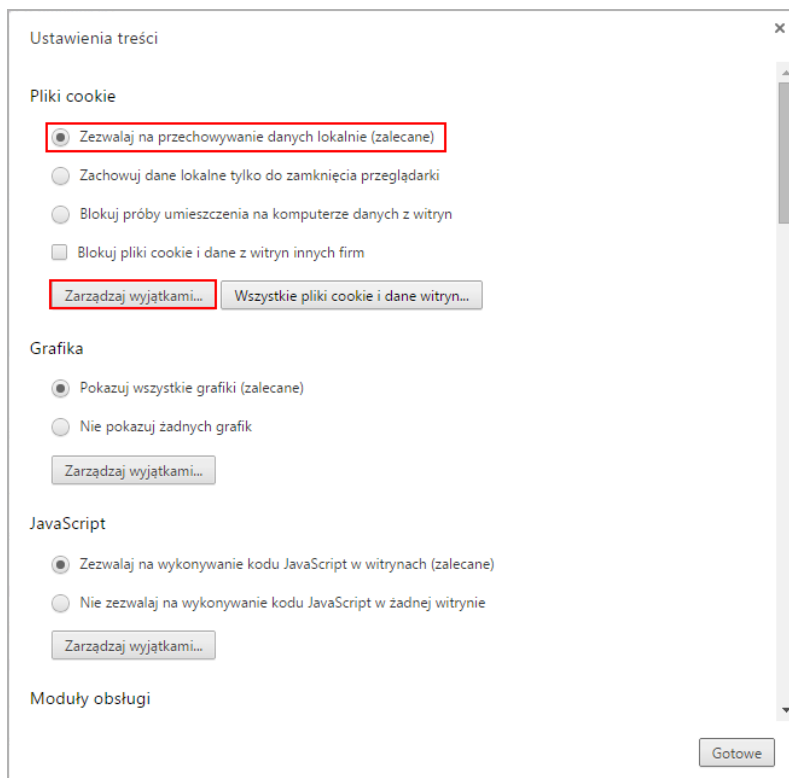 Ustawienia treści
Pliki cookie
Zezwalaj na przechowywanie danych lokalnie (zalecane)
Zachowuj dane lokalne tylko do zamknięcia przeglądarki
Blokuj próby umieszczenia na komputerze danych z witryn
Blokuj pliki cookie i dane z witryn innych firm
Zarządzaj wyjątkami... Wszystkie pliki cookie i dane witryn...
Grafika
Pokazuj wszystkie grafiki (zalecane)
Nie pokazuj żadnych grafik
Zarządzaj wyjątkami...
JavaScript
Zezwalaj na wykonywanie kodu JavaScript w witrynach (zalecane)
Nie zezwalaj na wykonywanie kodu JavaScript w żadnej witrynie
Zarządzaj wyjątkami...
Moduły obsługi
Gotowe